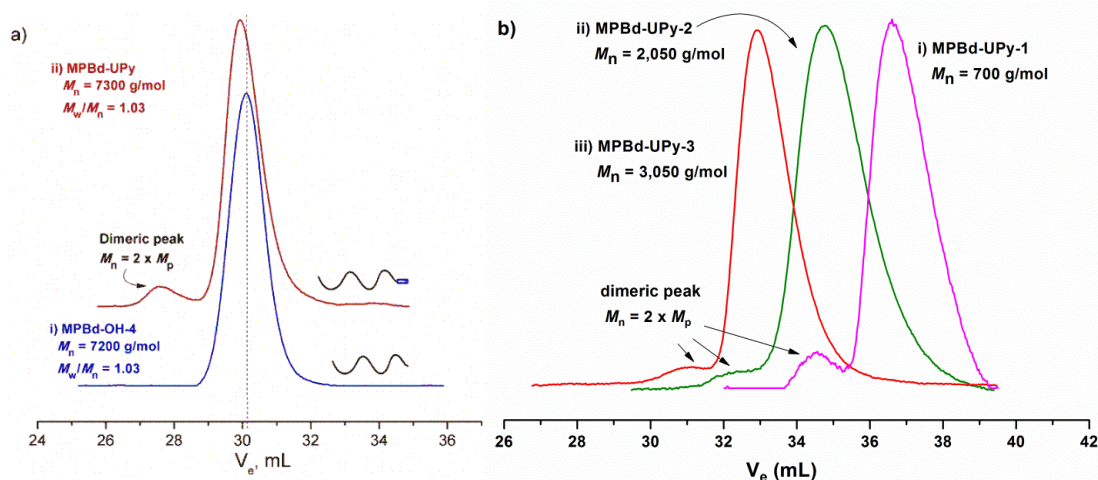 a)
ii) MPBd-UPy
Mn = 7300 g/mol
Mw/Mn = 1.03
Dimeric peak
Mn = 2 x Mp
i) MPBd-OH-4
Mn = 7200 g/mol
Mw/Mn = 1.03
24 26 28 30 32 34 36
Ve, mL
b)
ii) MPBd-UPy-2
Mn = 2,050 g/mol
i) MPBd-UPy-1
Mn = 700 g/mol
iii) MPBd-UPy-3
Mn = 3,050 g/mol
dimeric peak
Mn = 2 x Mp
26 28 30 32 34 36 38 40 42
Ve (mL)